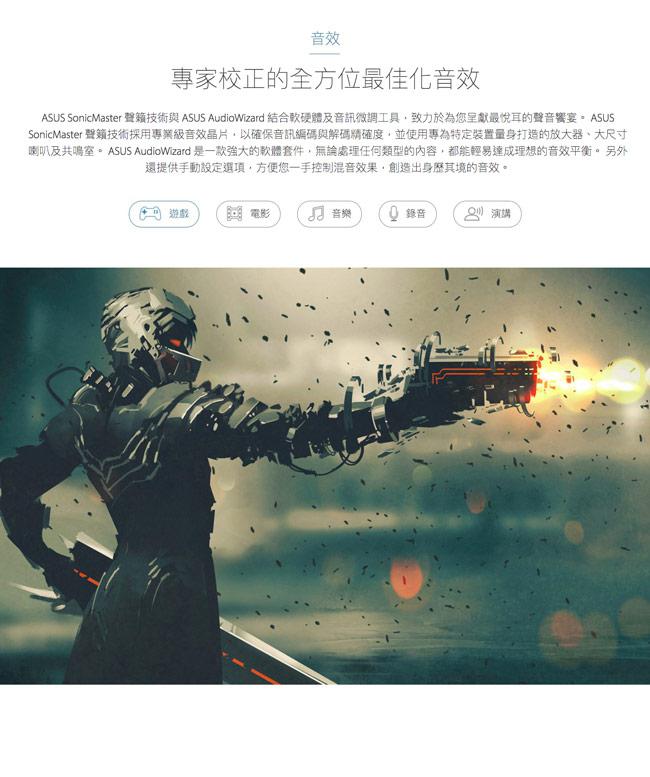 音效
專家校正的全方位最佳化音效
ASUS SonicMaster 聲籟技術與 ASUS AudioWizard 結合軟硬體及音訊微調工具，致力於為您呈獻最悅耳的聲音饗宴。 ASUS
SonicMaster 聲籟技術採用專業級音效晶片，以確保音訊編碼與解碼精確度，並使用專為特定裝置量身打造的放大器、大尺寸
喇叭及共鳴室。 ASUS AudioWizard 是一款強大的軟體套件，無論處理任何類型的內容，都能輕易達成理想的音效平衡。 另外
還提供手動設定選項，方便您一手控制混音效果，創造出身歷其境的音效。
遊戲 電影 音樂 錄音 演講